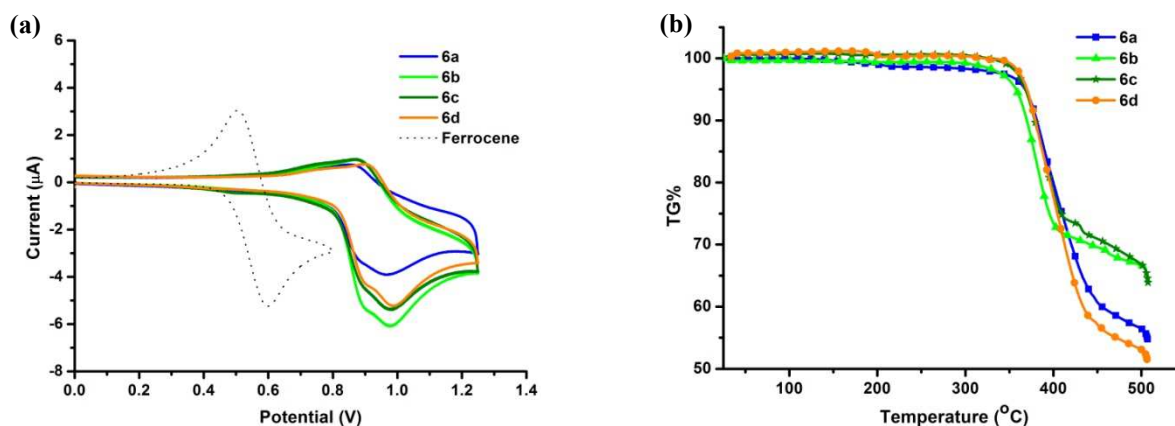 (a)
6
4
2
0
-2
-4
-6
-8
Current (μA)
0.0
0.2
0.4
0.6
0.8
1.0
1.2
1.4
Potential (V)
6a
6b
6c
6d
Ferrocene
(b)
100
90
80
70
60
50
TG%
100
200
300
400
500
Temperature (°C)
6a
6b
6c
6d